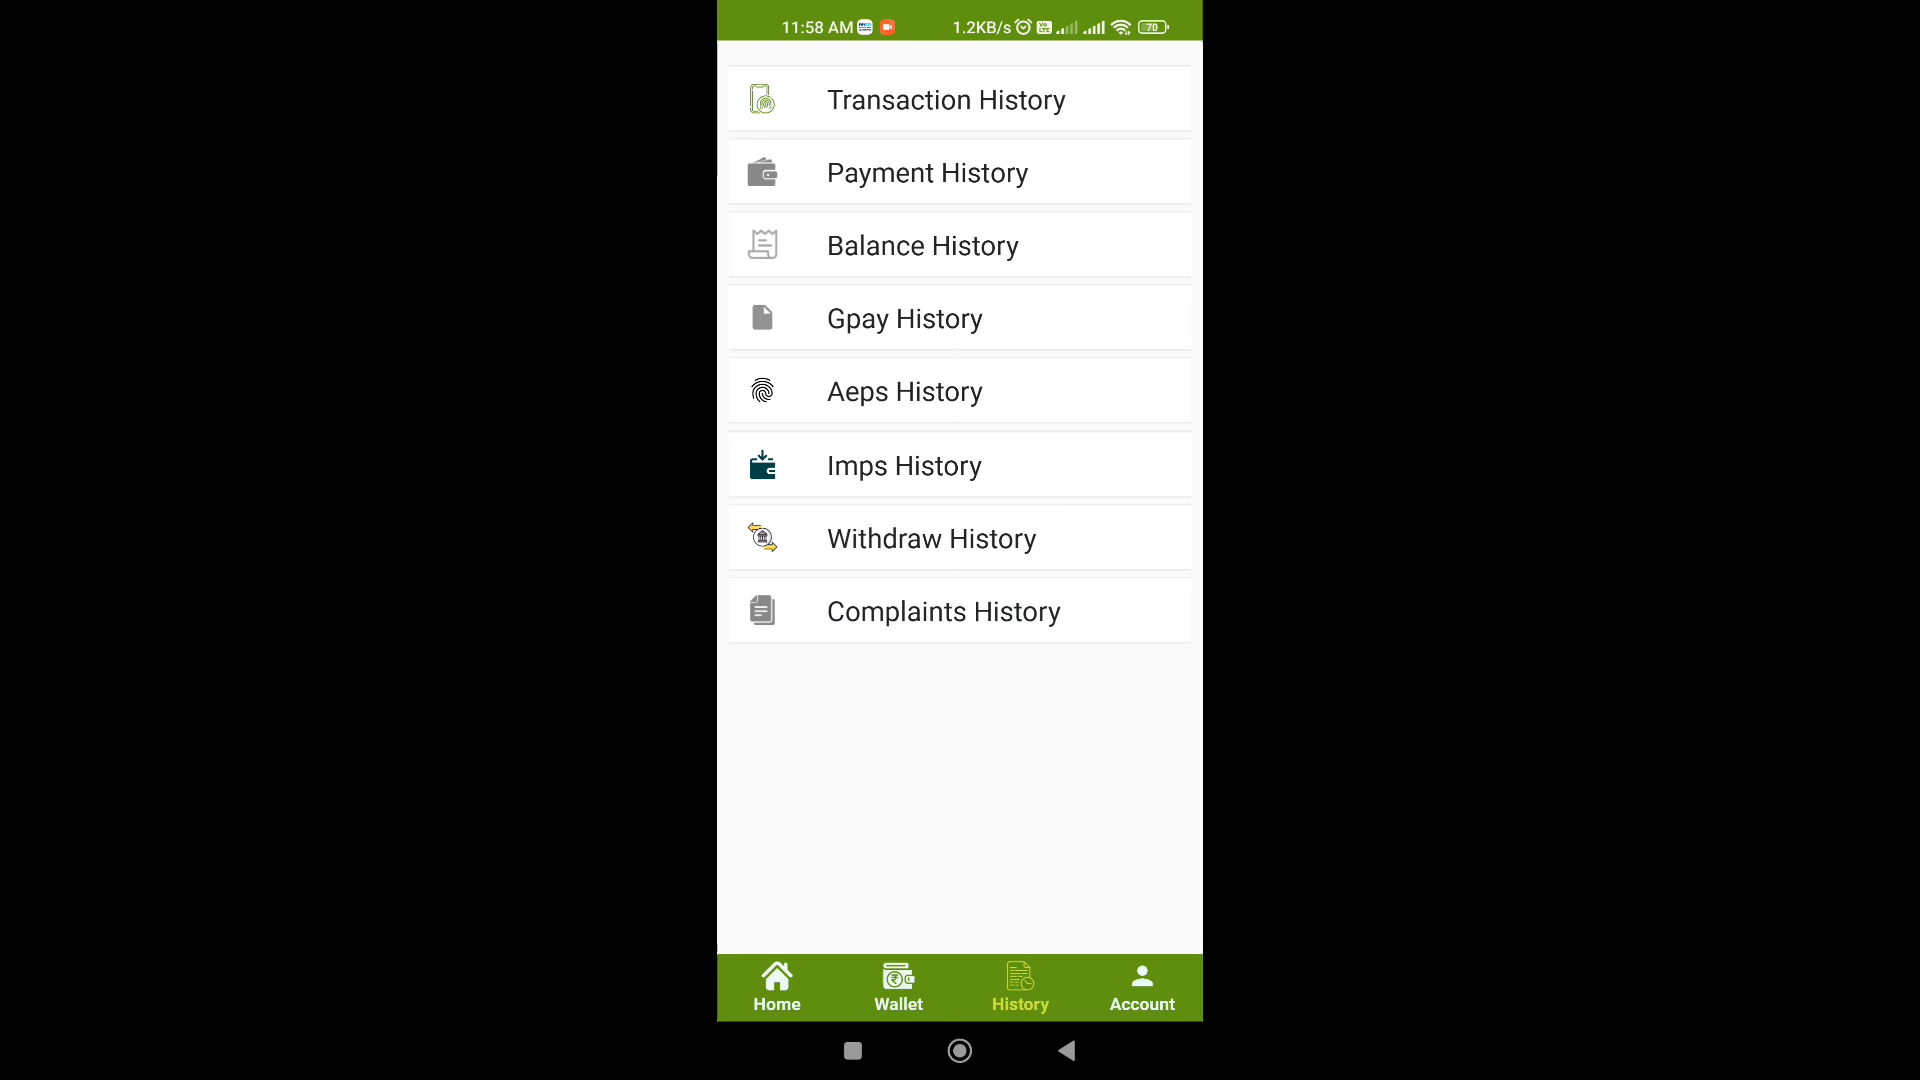 11:58 AM 1.2KB/s 70
Transaction History
Payment History
Balance History
Gpay History
Aeps History
Imps History
Withdraw History
Complaints History
Home Wallet History Account